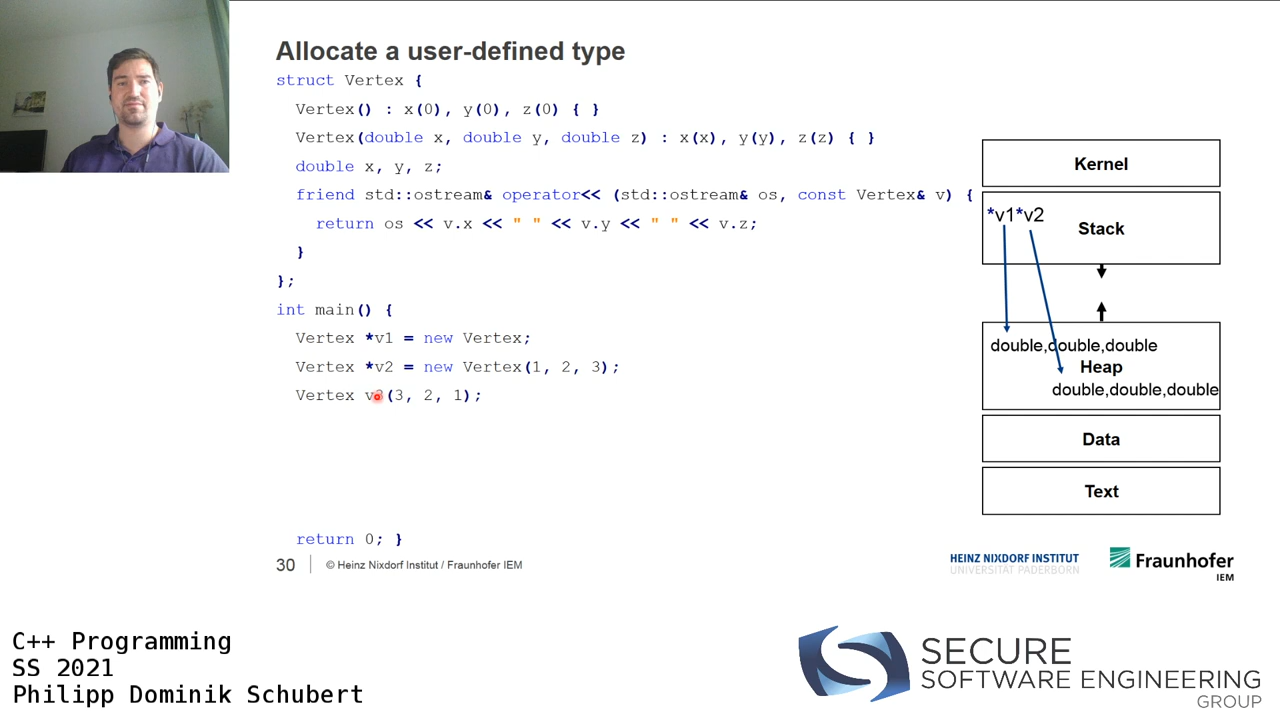 Allocate a user-defined type
struct Vertex {
Vertex() : x(0), y(0), z(0) { }
Vertex(double x, double y, double z) : x(x), y(y), z(z) { }
double x, y, z;
friend std::ostream& operator<< (std::ostream& os, const Vertex& v) {
return os << v.x << " " << v.y << " " << v.z;
}
};
int main() {
Vertex *v1 = new Vertex;
Vertex *v2 = new Vertex(1, 2, 3);
Vertex v3(3, 2, 1);
return 0; }
Kernel
*v1*v2
Stack
double,double,double
Heap
double,double,double
Data
Text
30
© Heinz Nixdorf Institut / Fraunhofer IEM
HEINZ NIXDORF INSTITUT
UNIVERSITÄT PADERBORN
Fraunhofer
IEM
C++ Programming
SS 2021
Philipp Dominik Schubert
SECURE
SOFTWARE ENGINEERING
GROUP